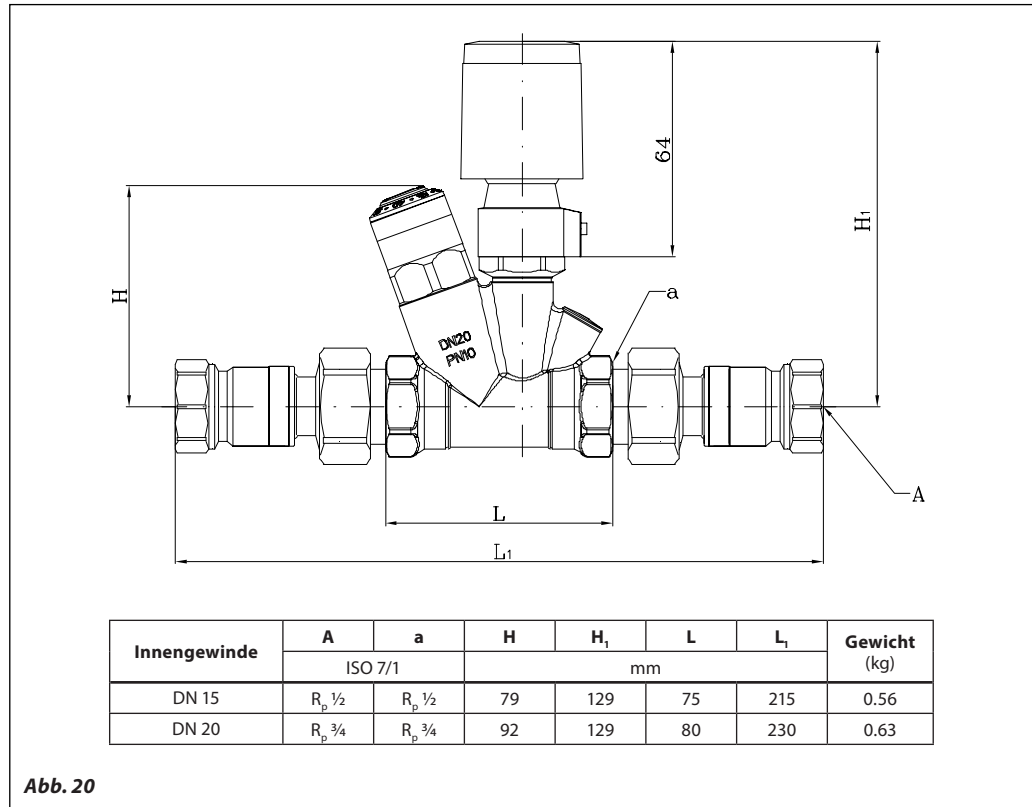 64
H₁
H
a
DN20
PN10
A
L
L₁
Innengewinde A a H H₁ L L₁ Gewicht (kg)
ISO 7/1 mm
DN 15 Rₚ ½ Rₚ ½ 79 129 75 215 0.56
DN 20 Rₚ ¾ Rₚ ¾ 92 129 80 230 0.63
Abb. 20